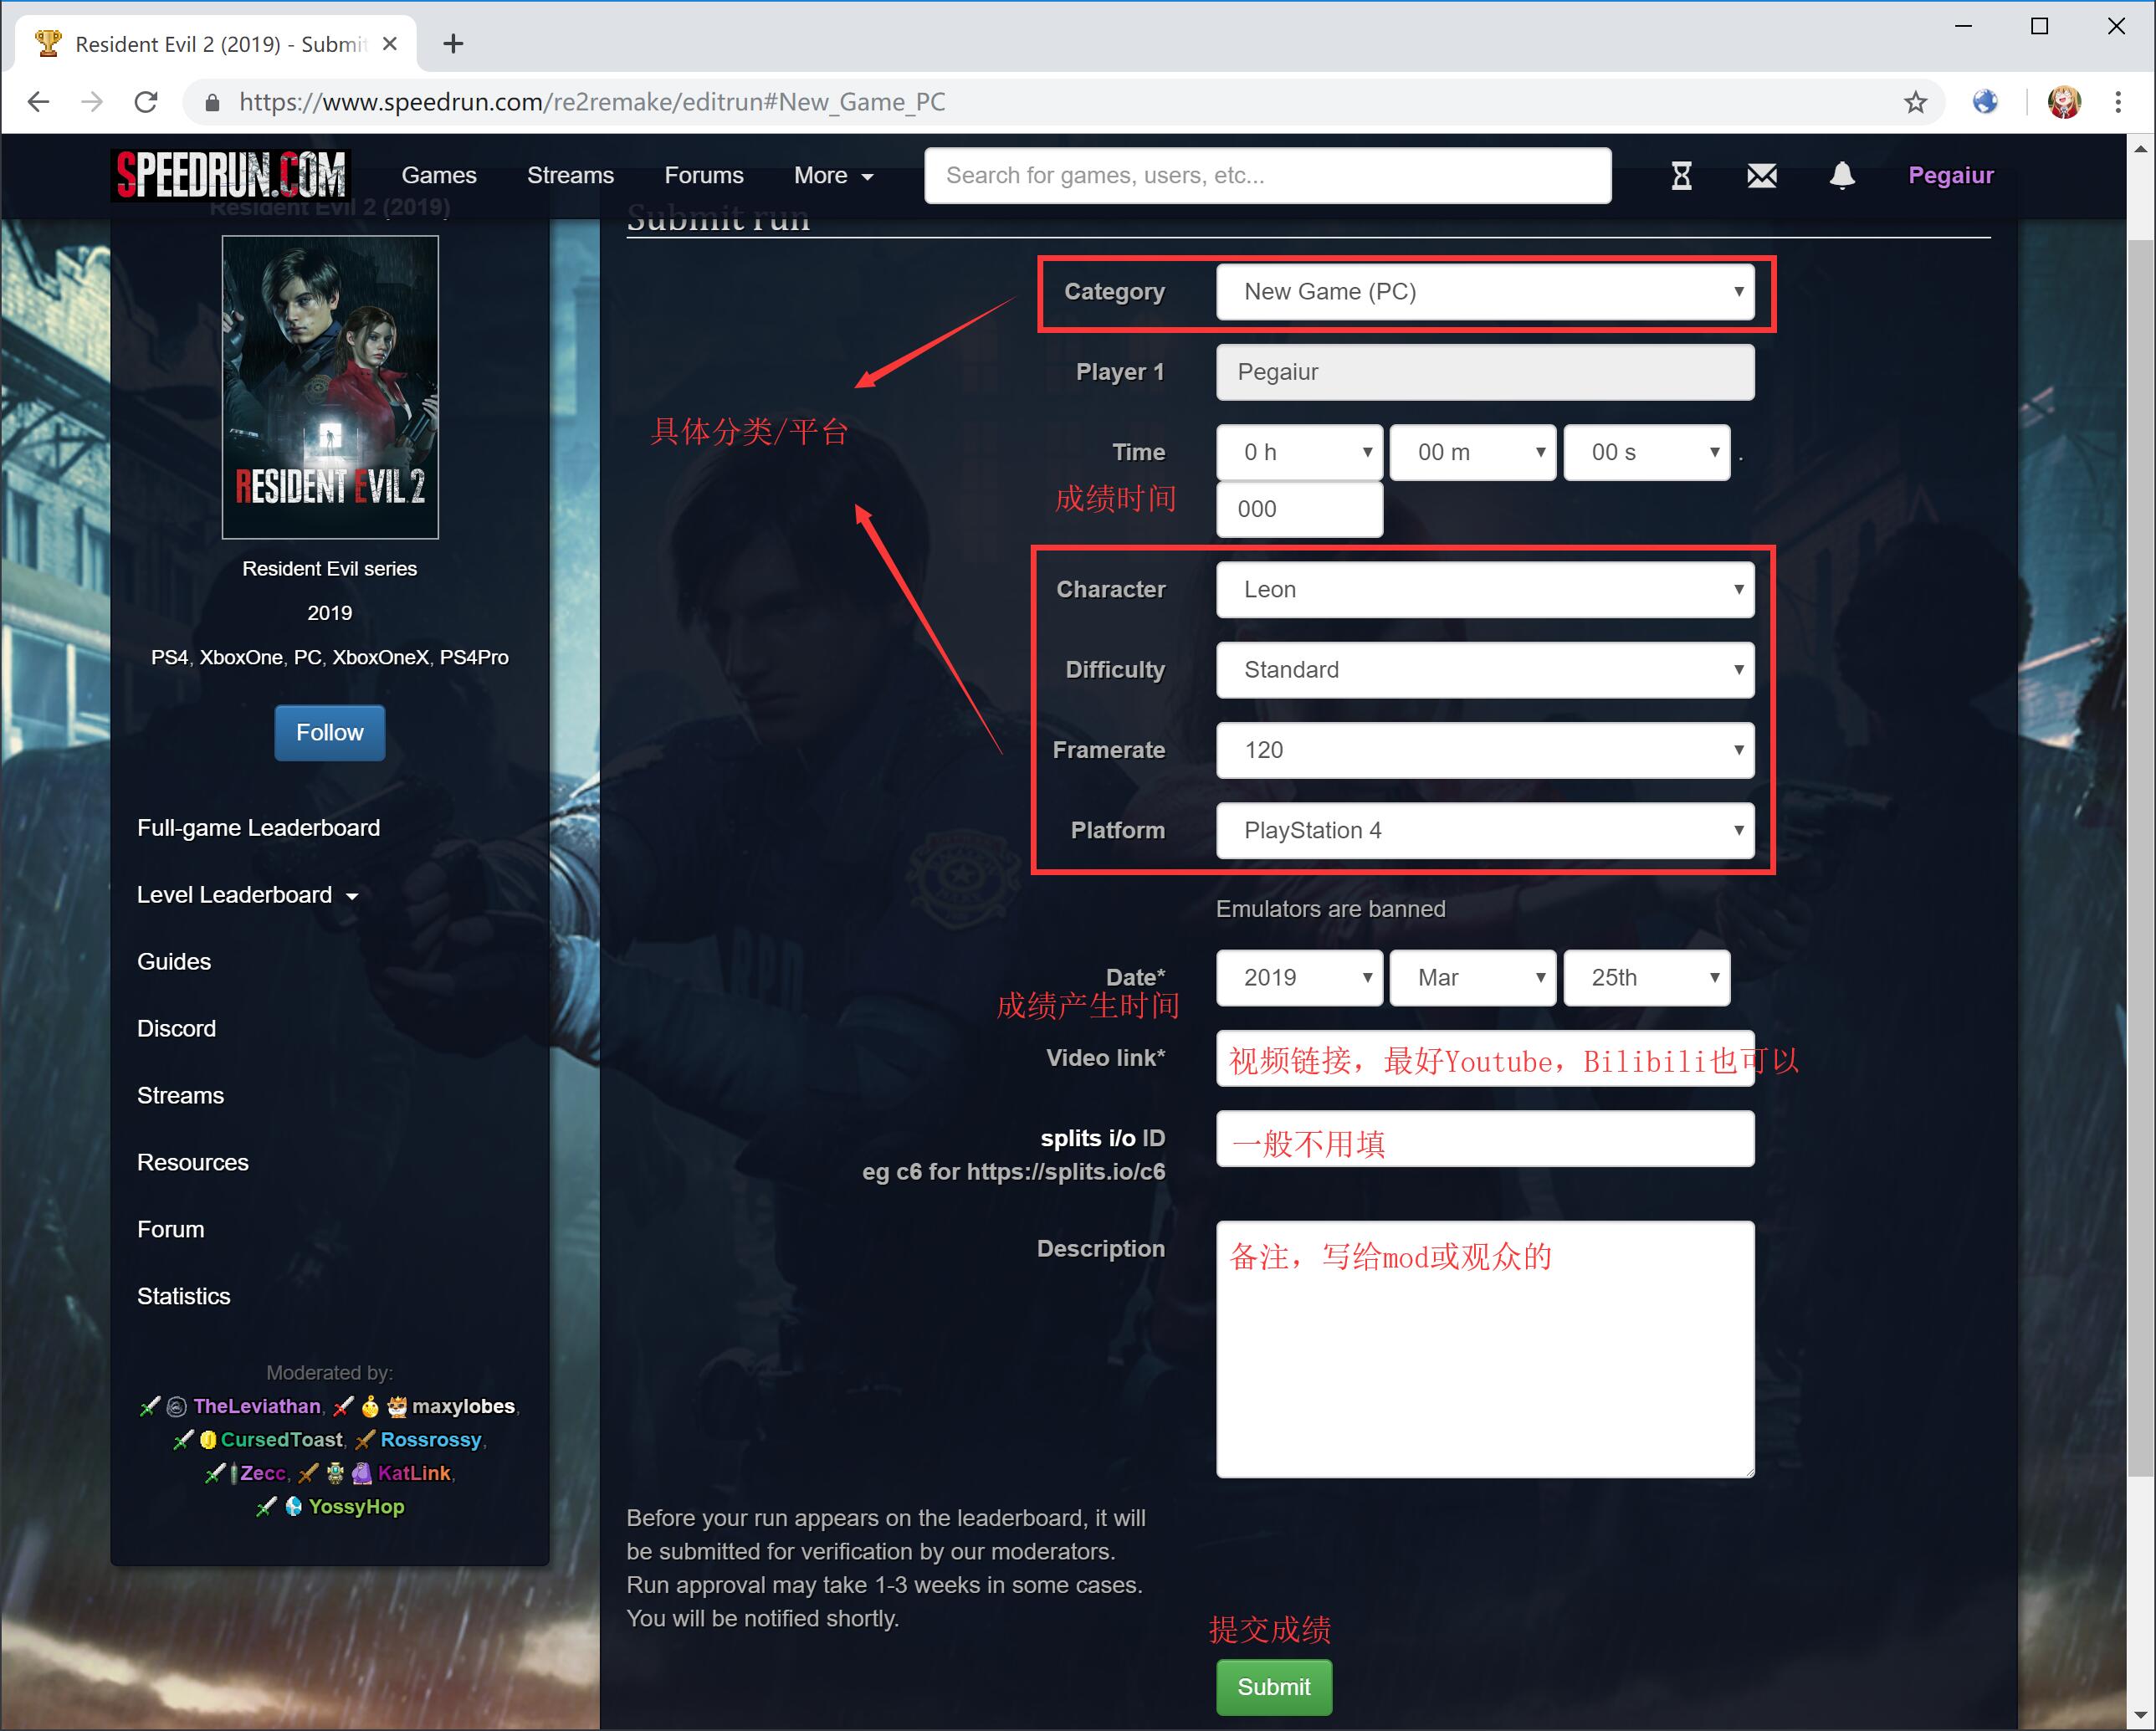 Resident Evil 2 (2019) - Submit
https://www.speedrun.com/re2remake/editrun#New_Game_PC
SPEEDRUN.COM
Games
Streams
Forums
More
Search for games, users, etc...
Pegaiur
Resident Evil 2 (2019)
RESIDENT EVIL 2
Resident Evil series
2019
PS4, XboxOne, PC, XboxOneX, PS4Pro
Follow
Full-game Leaderboard
Level Leaderboard
Guides
Discord
Streams
Resources
Forum
Statistics
Moderated by:
TheLeviathan, maxylobes,
CursedToast, Rossrossy,
Zecc, KatLink,
YossyHop
Submit run
Category
New Game (PC)
Player 1
Pegaiur
具体分类/平台
Time
0 h
00 m
00 s
.
成绩时间
000
Character
Leon
Difficulty
Standard
Framerate
120
Platform
PlayStation 4
Emulators are banned
Date*
2019
Mar
25th
成绩产生时间
Video link*
视频链接，最好Youtube，Bilibili也可以
splits i/o ID
一般不用填
eg c6 for https://splits.io/c6
Description
备注，写给mod或观众的
Before your run appears on the leaderboard, it will
be submitted for verification by our moderators.
Run approval may take 1-3 weeks in some cases.
You will be notified shortly.
提交成绩
Submit